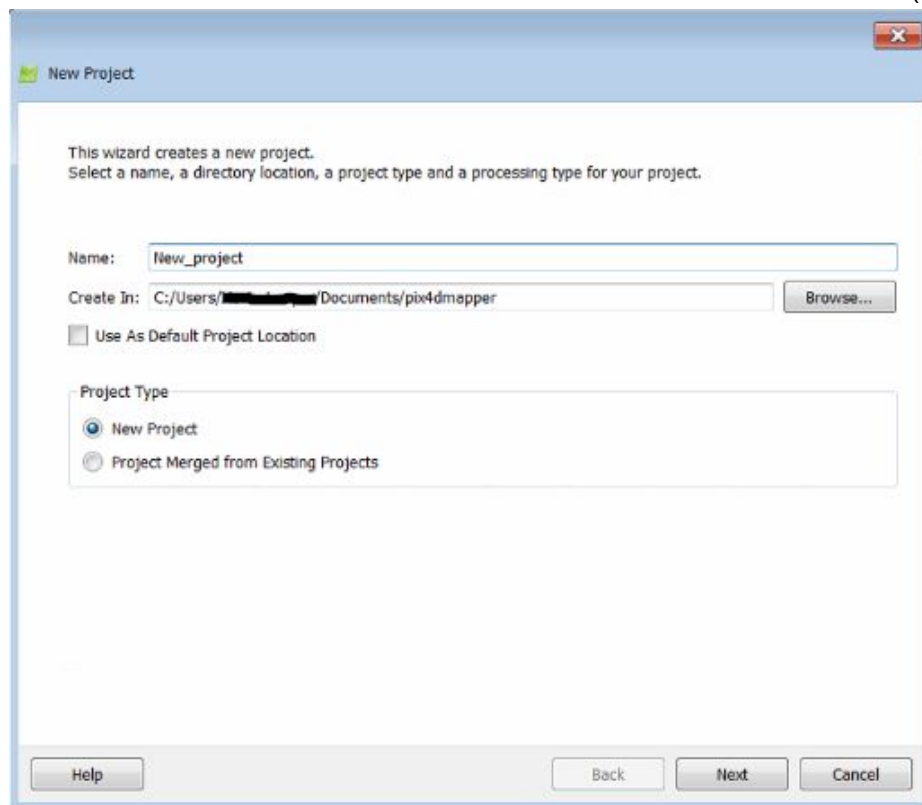 New Project
This wizard creates a new project.
Select a name, a directory location, a project type and a processing type for your project.
Name: New_project
Create In: C:/Users/ /Documents/pix4dmapper Browse...
Use As Default Project Location
Project Type
New Project
Project Merged from Existing Projects
Help Back Next Cancel